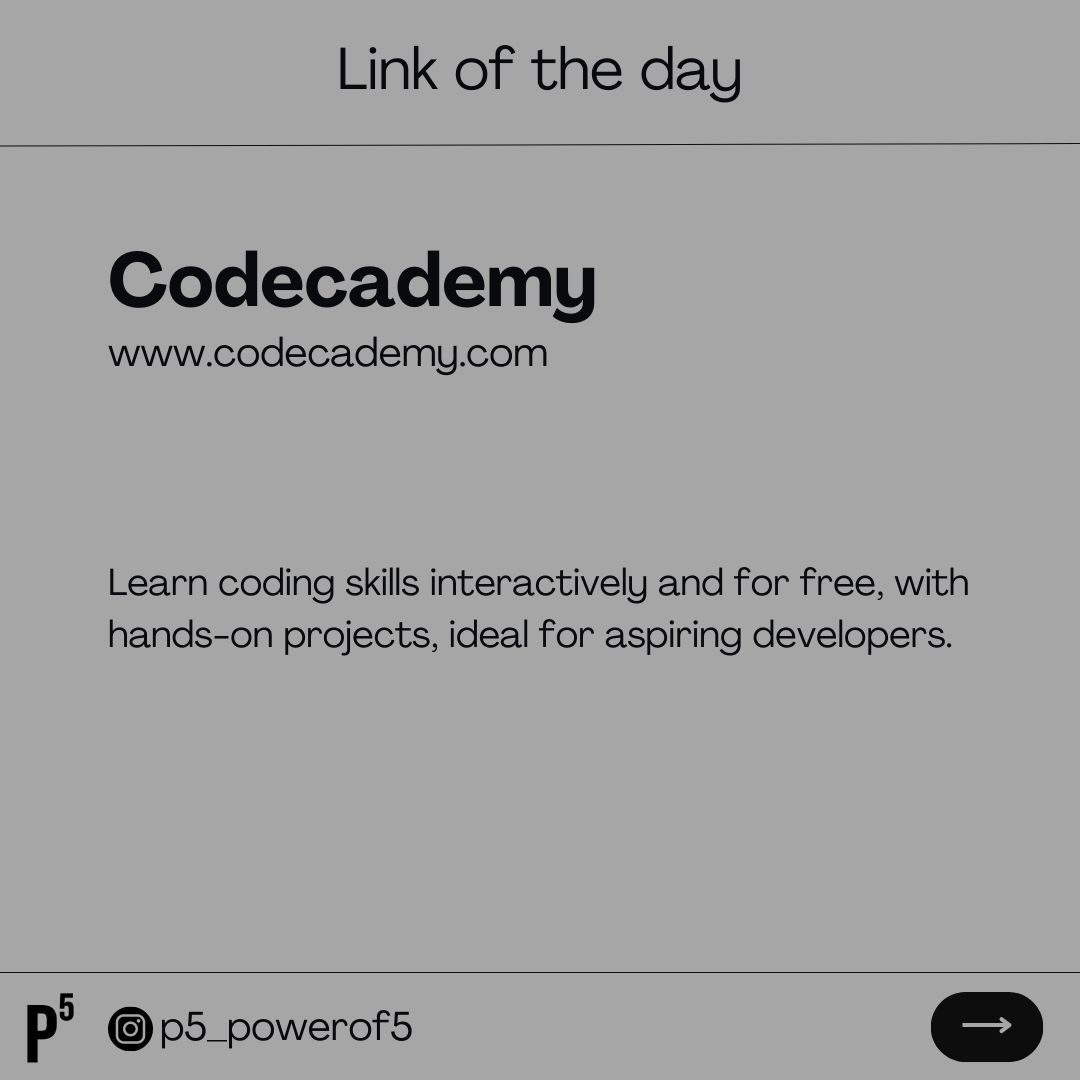 Link of the day
Codecademy
www.codecademy.com
Learn coding skills interactively and for free, with
hands-on projects, ideal for aspiring developers.
P5
p5_powerof5